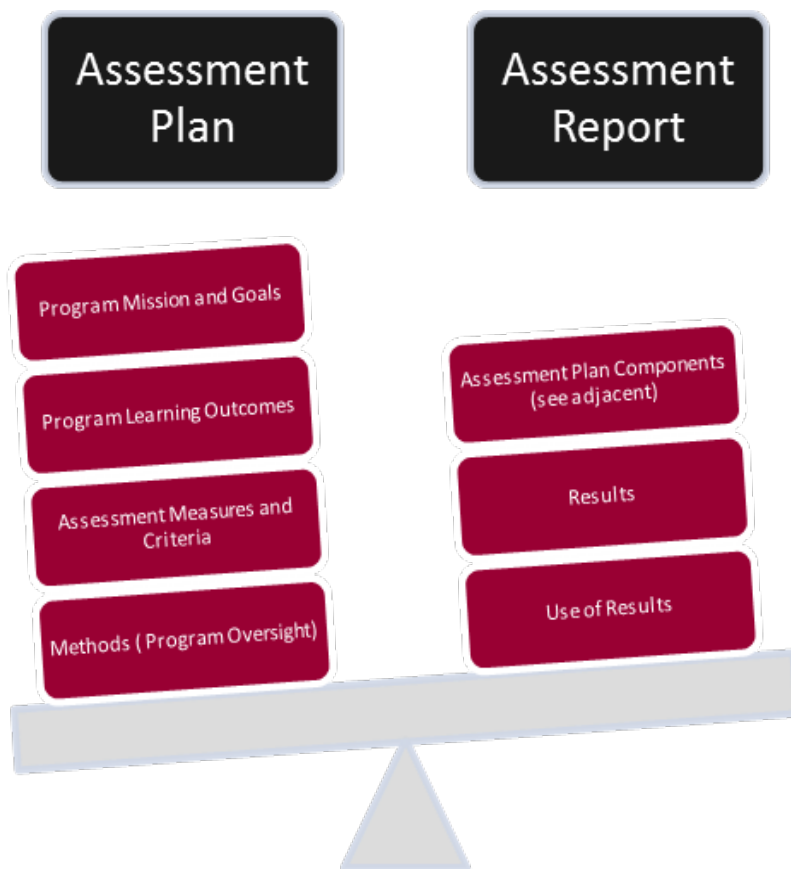 Assessment
Plan
Assessment
Report
Program Mission and Goals
Program Learning Outcomes
Assessment Measures and
Criteria
Methods ( Program Oversight)
Assessment Plan Components
(see adjacent)
Results
Use of Results